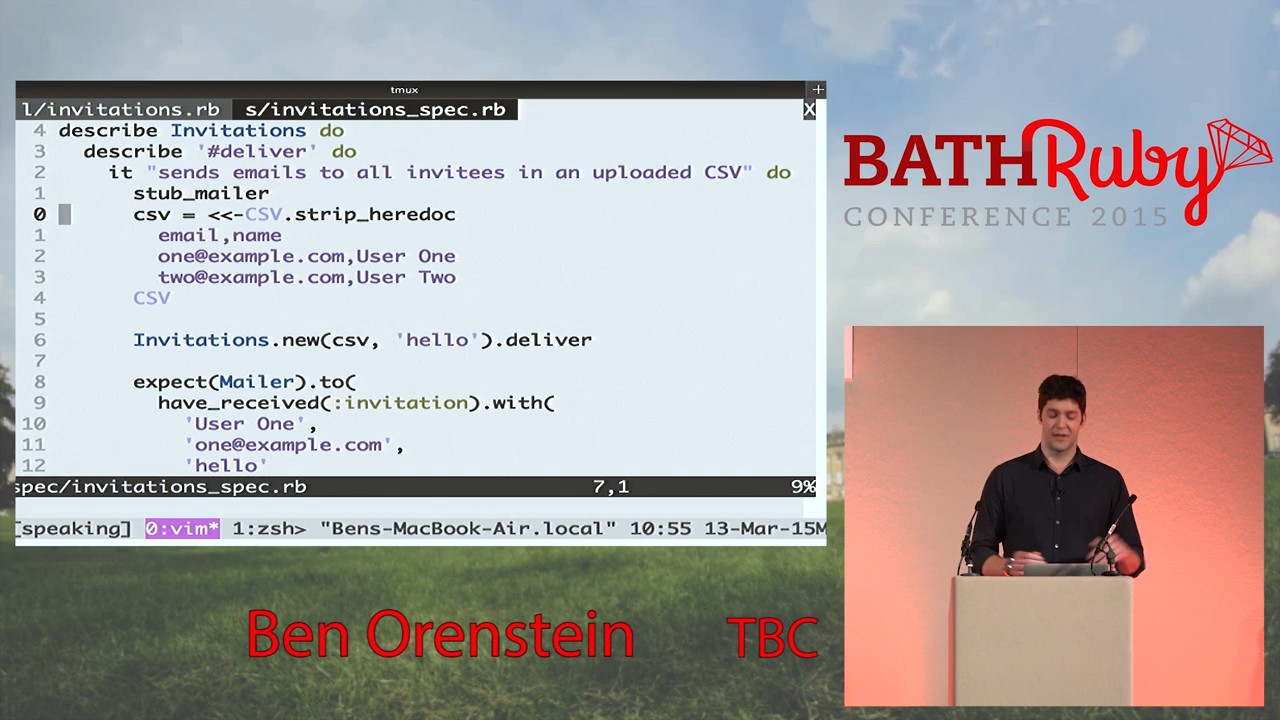 tmux
+
l/invitations.rb s/invitations_spec.rb X
4 describe Invitations do
3 describe '#deliver' do
2 it "sends emails to all invitees in an uploaded CSV" do
1 stub_mailer
0 csv = <<-CSV.strip_heredoc
1 email,name
2 one@example.com,User One
3 two@example.com,User Two
4 CSV
5
6 Invitations.new(csv, 'hello').deliver
7
8 expect(Mailer).to(
9 have_received(:invitation).with(
10 'User One',
11 'one@example.com',
12 'hello'
spec/invitations_spec.rb 7,1 9%
[speaking] 0:vim* 1:zsh> "Bens-MacBook-Air.local" 10:55 13-Mar-15M
BATHRuby
CONFERENCE 2015
Ben Orenstein TBC